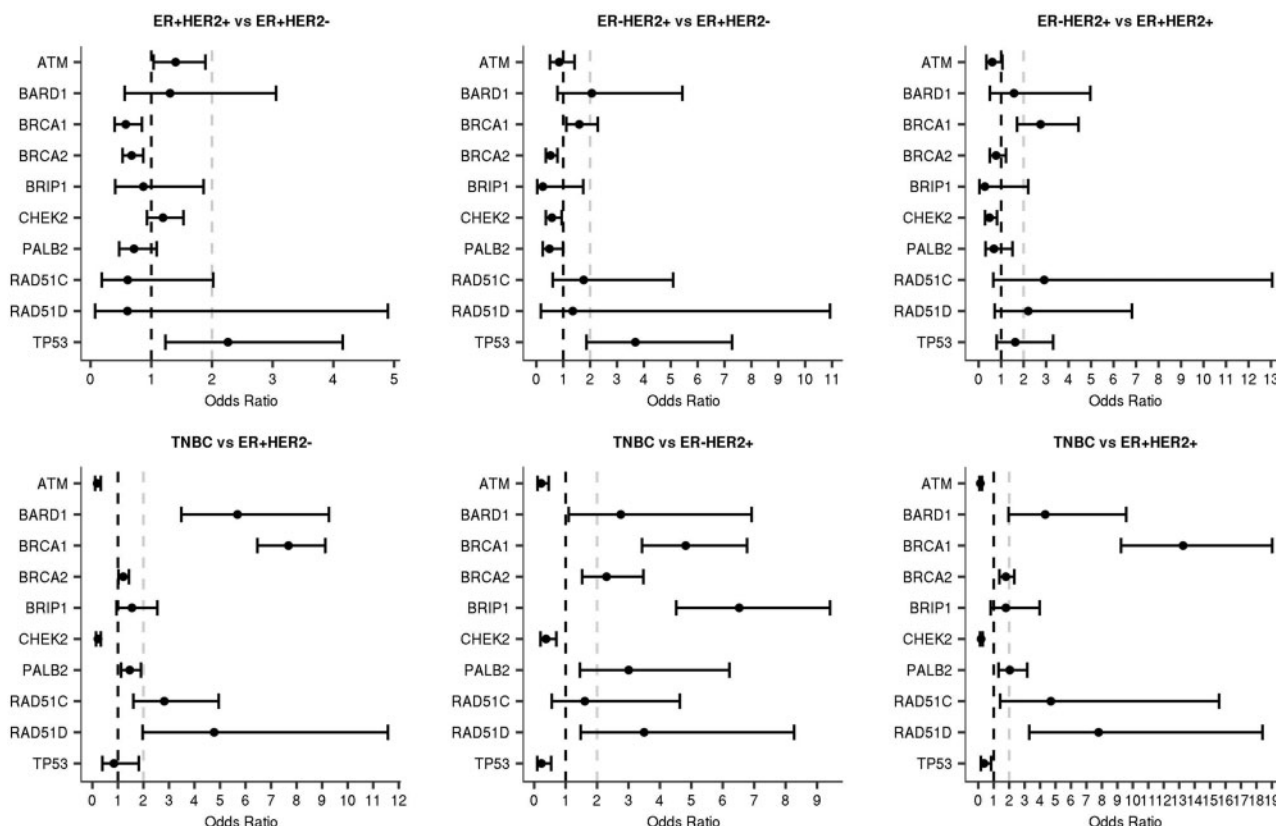 ER+HER2+ vs ER+HER2-
ATM
BARD1
BRCA1
BRCA2
BRIP1
CHEK2
PALB2
RAD51C
RAD51D
TP53
0 1 2 3 4 5
Odds Ratio
ER-HER2+ vs ER+HER2-
ATM
BARD1
BRCA1
BRCA2
BRIP1
CHEK2
PALB2
RAD51C
RAD51D
TP53
0 1 2 3 4 5 6 7 8 9 10 11
Odds Ratio
ER-HER2+ vs ER+HER2+
ATM
BARD1
BRCA1
BRCA2
BRIP1
CHEK2
PALB2
RAD51C
RAD51D
TP53
0 1 2 3 4 5 6 7 8 9 10 11 12 13
Odds Ratio
TNBC vs ER+HER2-
ATM
BARD1
BRCA1
BRCA2
BRIP1
CHEK2
PALB2
RAD51C
RAD51D
TP53
0 1 2 3 4 5 6 7 8 9 10 11 12
Odds Ratio
TNBC vs ER-HER2+
ATM
BARD1
BRCA1
BRCA2
BRIP1
CHEK2
PALB2
RAD51C
RAD51D
TP53
0 1 2 3 4 5 6 7 8 9
Odds Ratio
TNBC vs ER+HER2+
ATM
BARD1
BRCA1
BRCA2
BRIP1
CHEK2
PALB2
RAD51C
RAD51D
TP53
0 1 2 3 4 5 6 7 8 9 10 11 12 13 14 15 16 17 18 19
Odds Ratio